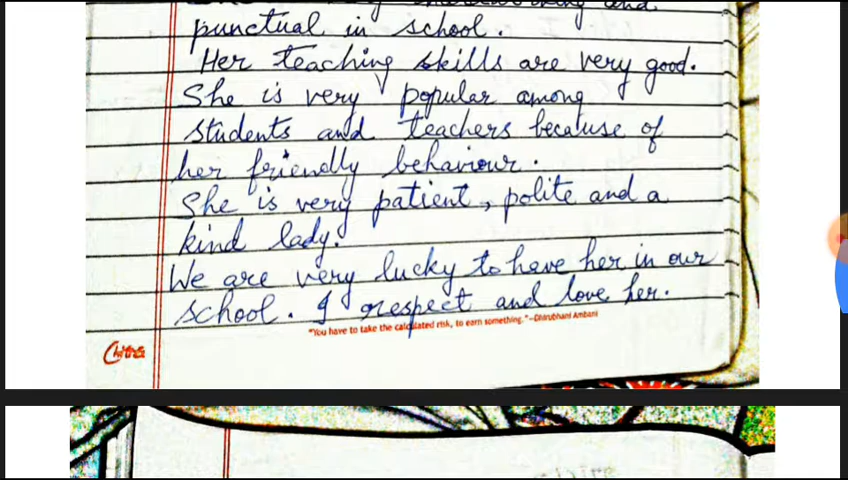 and
punctual in school.
Her teaching skills are very good.
She is very popular among
students and teachers because of
her friendly behaviour.
She is very patient, polite and a
kind lady.
We are very lucky to have her in our
school. I respect and love her.
"You have to take the calculated risk, to earn something." –Dhirubhani Ambani
Chitra